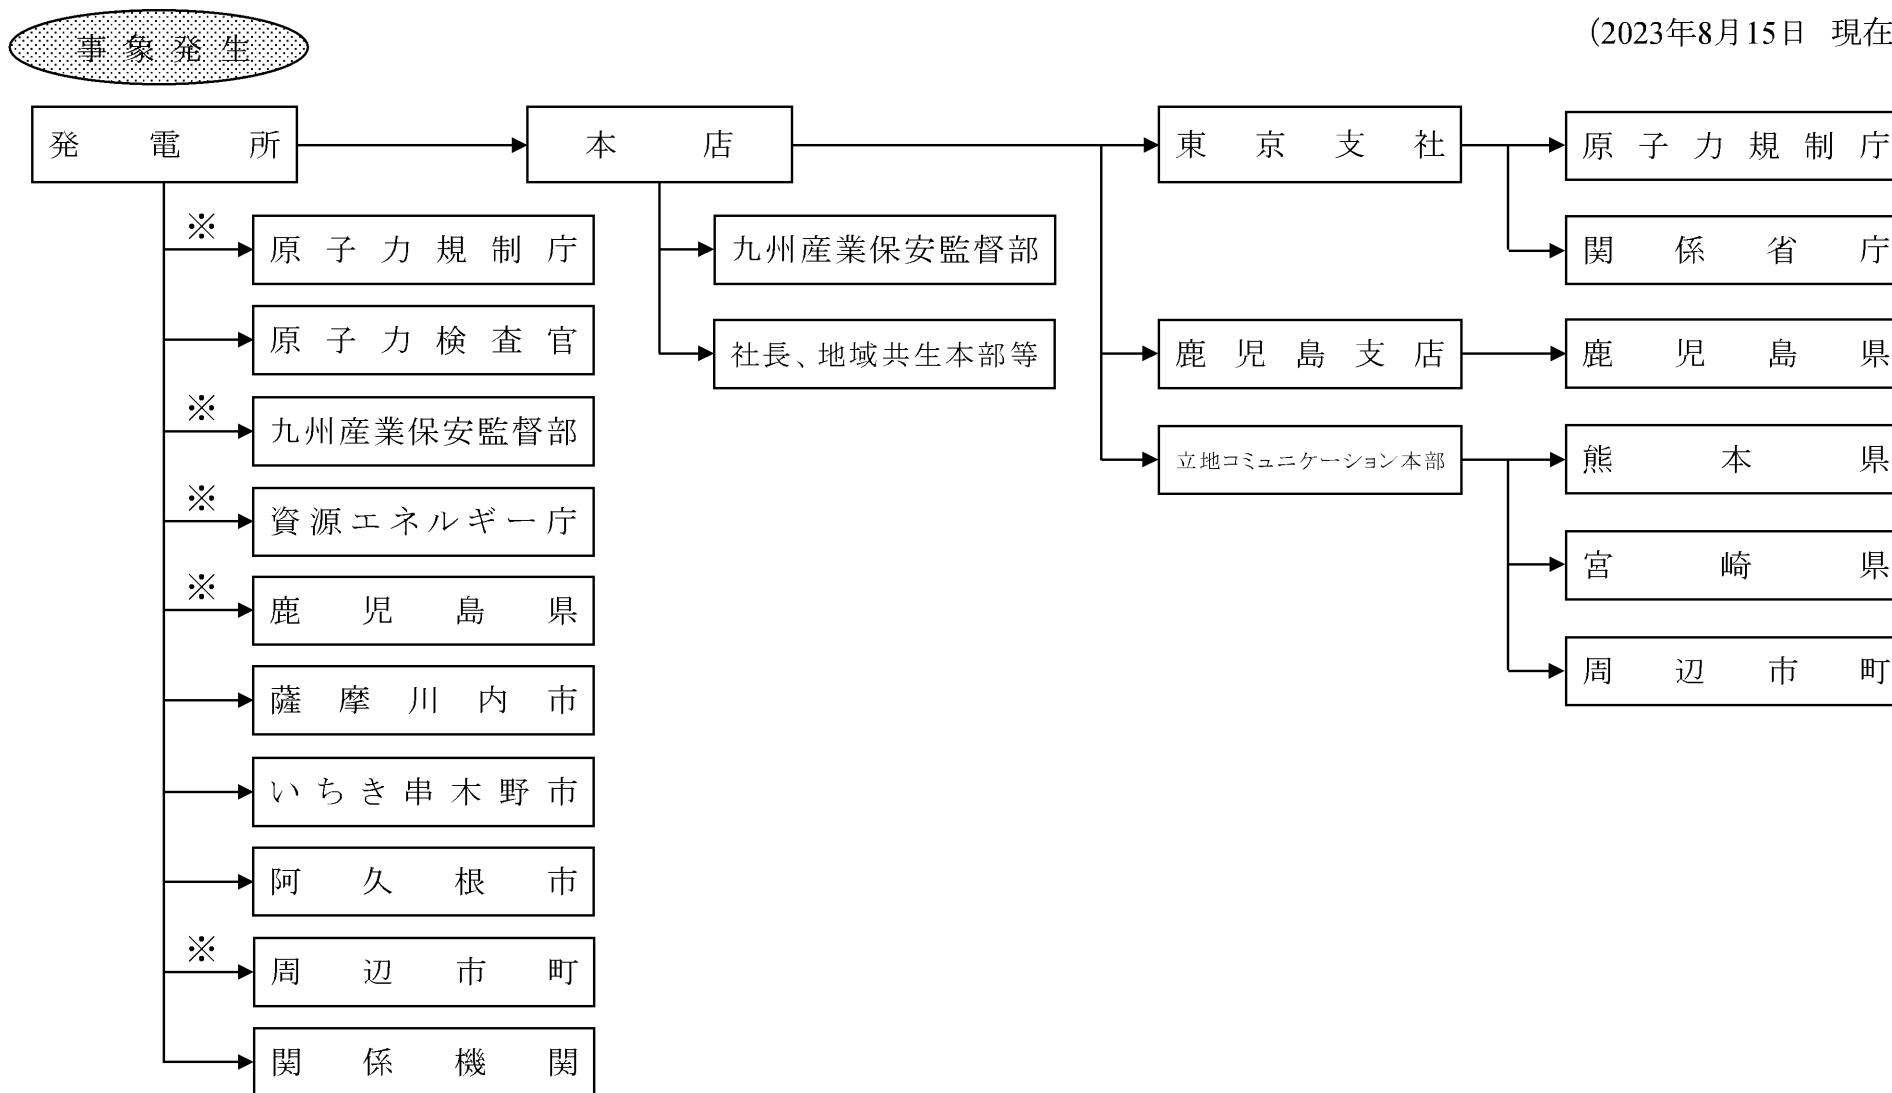 事象発生
(2023年8月15日 現在
発電所
本店
東京支社
原子力規制庁
※
原子力規制庁
九州産業保安監督部
関係省庁
原子力検査官
社長、地域共生本部等
鹿児島支店
鹿児島県
※
九州産業保安監督部
立地コミュニケーション本部
熊本県
※
資源エネルギー庁
宮崎県
※
鹿児島県
周辺市町
薩摩川内市
いちき串木野市
阿久根市
※
周辺市町
関係機関